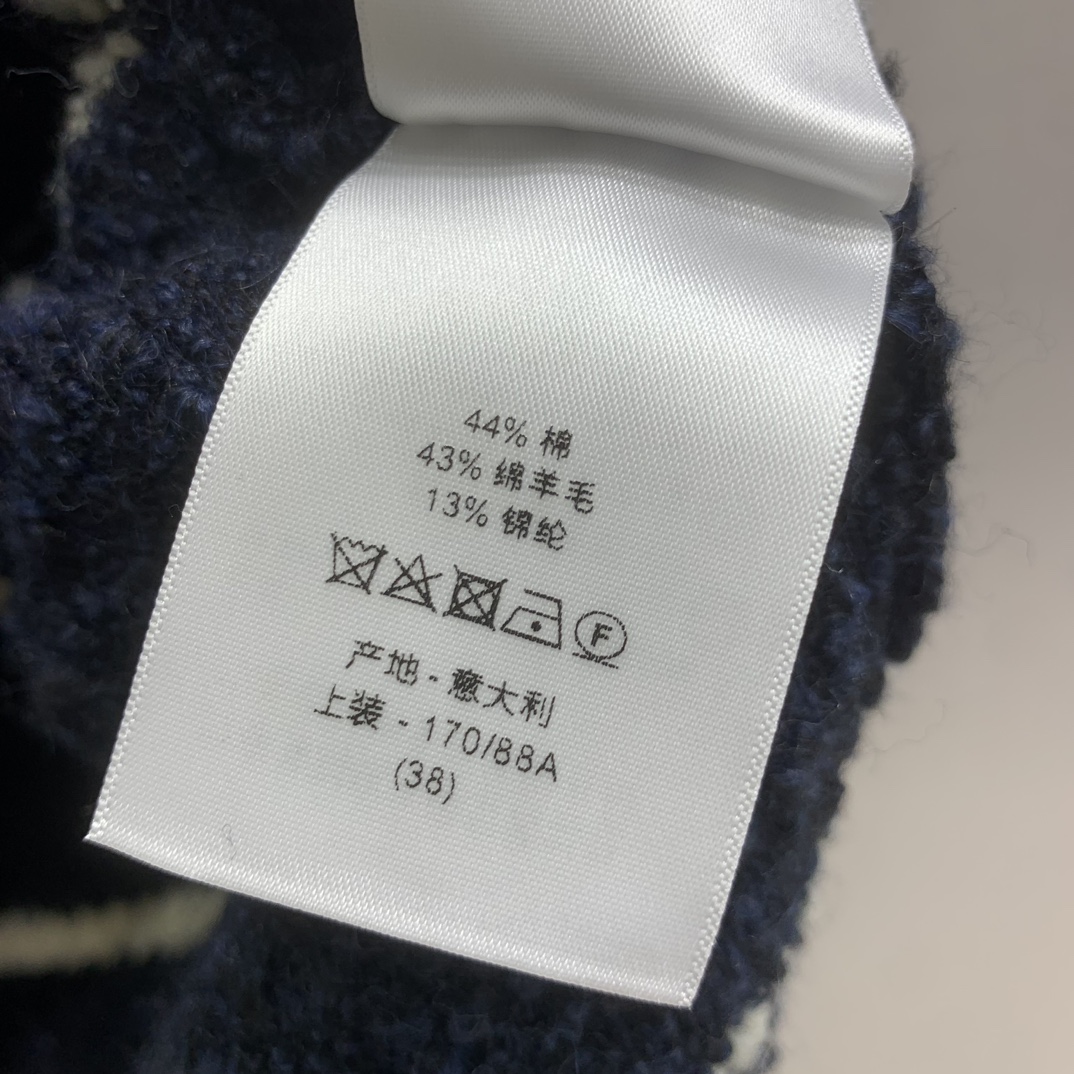 44% 棉
43% 绵羊毛
13% 锦纶
F
产地 - 意大利
上装 - 170/88A
(38)